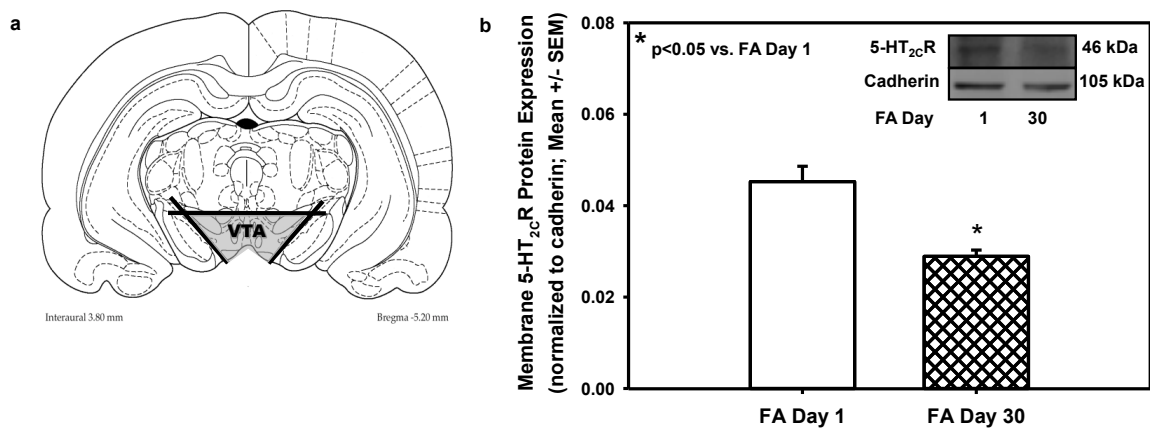 a
VTA
Interaural 3.80 mm
Bregma -5.20 mm
b
Membrane 5-HT2CR Protein Expression
(normalized to cadherin; Mean +/- SEM)
0.08
0.06
0.04
0.02
0.00
* p<0.05 vs. FA Day 1
5-HT2CR 46 kDa
Cadherin 105 kDa
FA Day 1 30
*
FA Day 1 FA Day 30